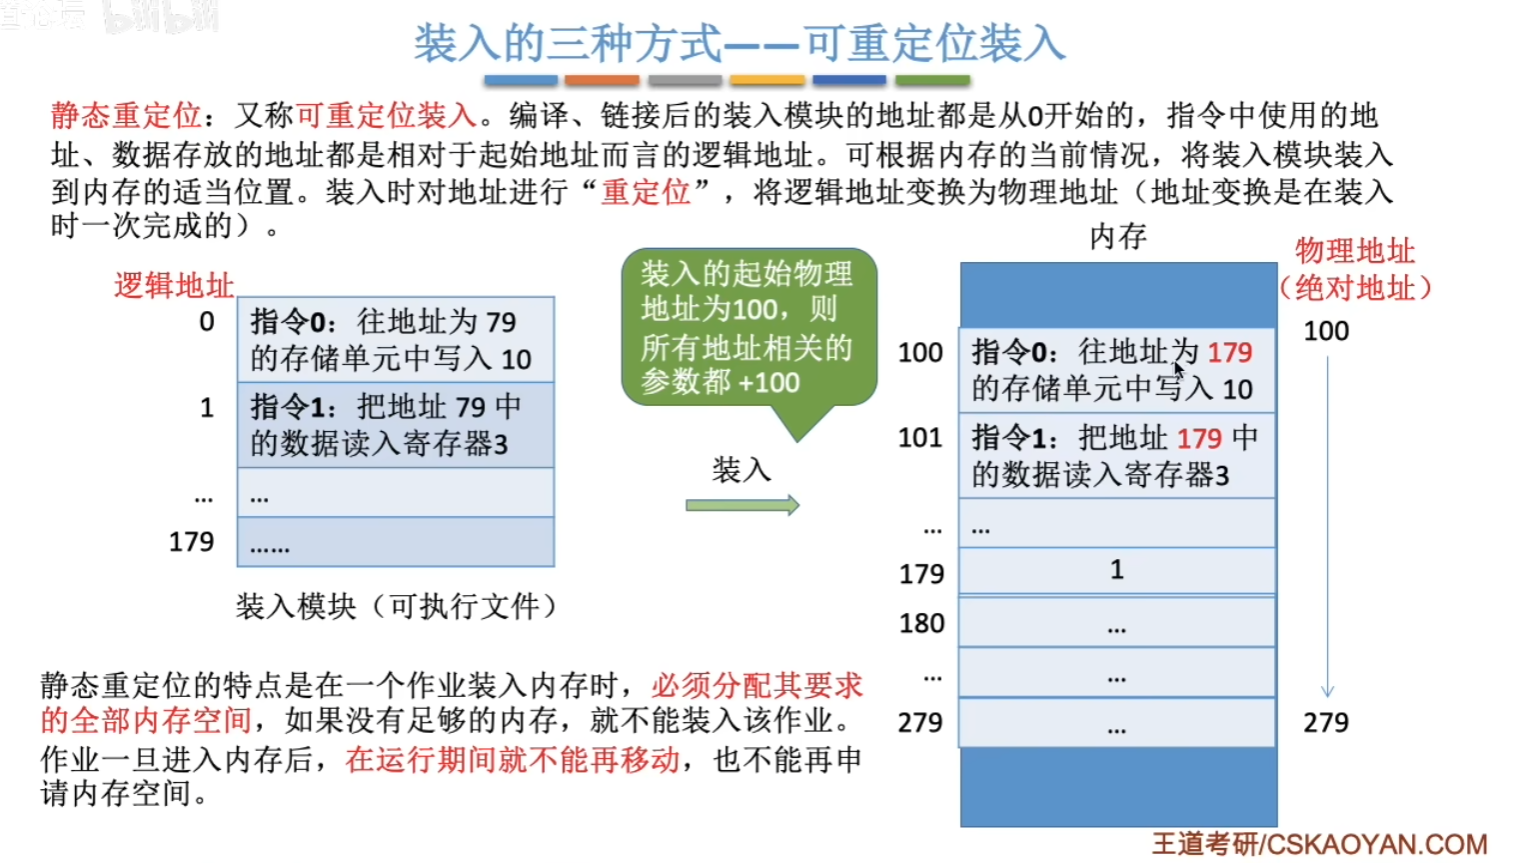 bilibili
装入的三种方式——可重定位装入
静态重定位：又称可重定位装入。编译、链接后的装入模块的地址都是从0开始的，指令中使用的地
址、数据存放的地址都是相对于起始地址而言的逻辑地址。可根据内存的当前情况，将装入模块装入
到内存的适当位置。装入时对地址进行“重定位”，将逻辑地址变换为物理地址（地址变换是在装入
时一次完成的）。
逻辑地址
0
指令0：往地址为 79
的存储单元中写入 10
1
指令1：把地址 79 中
的数据读入寄存器3
...
...
179
......
装入模块（可执行文件）
装入的起始物理
地址为100，则
所有地址相关的
参数都 +100
装入
内存
物理地址
（绝对地址）
100
指令0：往地址为 179
的存储单元中写入 10
101
指令1：把地址 179 中
的数据读入寄存器3
...
...
179
1
180
...
...
...
279
...
100
279
静态重定位的特点是在一个作业装入内存时，必须分配其要求
的全部内存空间，如果没有足够的内存，就不能装入该作业。
作业一旦进入内存后，在运行期间就不能再移动，也不能再申
请内存空间。
王道考研/CSKAOYAN.COM